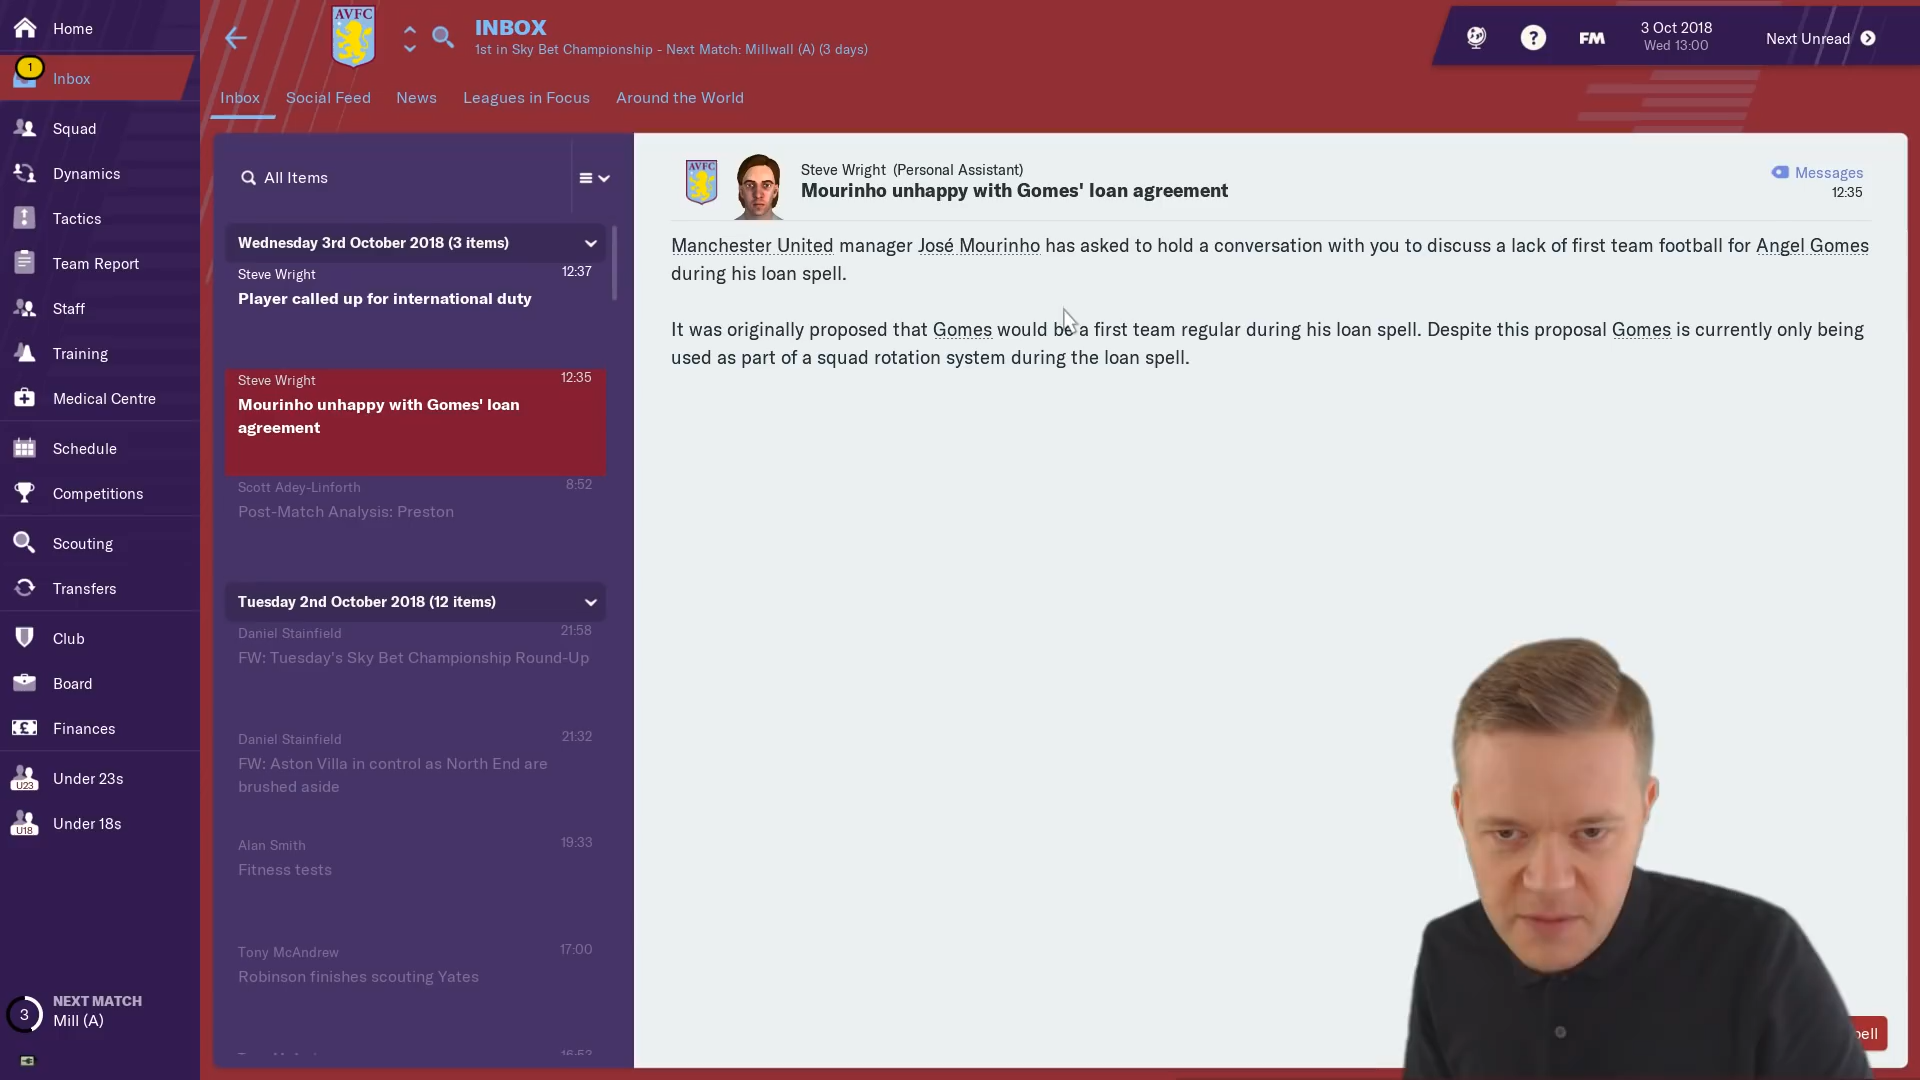 Home
1
Inbox
Squad
Dynamics
Tactics
Team Report
Staff
Training
Medical Centre
Schedule
Competitions
Scouting
Transfers
Club
Board
Finances
U23
Under 23s
U18
Under 18s
3
NEXT MATCH
Mill (A)
AVFC
INBOX
1st in Sky Bet Championship - Next Match: Millwall (A) (3 days)
FM
3 Oct 2018
Wed 13:00
Next Unread
Inbox
Social Feed
News
Leagues in Focus
Around the World
All Items
Wednesday 3rd October 2018 (3 items)
Steve Wright
12:37
Player called up for international duty
Steve Wright
12:35
Mourinho unhappy with Gomes' loan
agreement
Scott Adey-Linforth
8:52
Post-Match Analysis: Preston
Tuesday 2nd October 2018 (12 items)
Daniel Stainfield
21:58
FW: Tuesday's Sky Bet Championship Round-Up
Daniel Stainfield
21:32
FW: Aston Villa in control as North End are
brushed aside
Alan Smith
19:33
Fitness tests
Tony McAndrew
17:00
Robinson finishes scouting Yates
AVFC
Steve Wright (Personal Assistant)
Mourinho unhappy with Gomes' loan agreement
Messages
12:35
Manchester United manager José Mourinho has asked to hold a conversation with you to discuss a lack of first team football for Angel Gomes
during his loan spell.
It was originally proposed that Gomes would be a first team regular during his loan spell. Despite this proposal Gomes is currently only being
used as part of a squad rotation system during the loan spell.